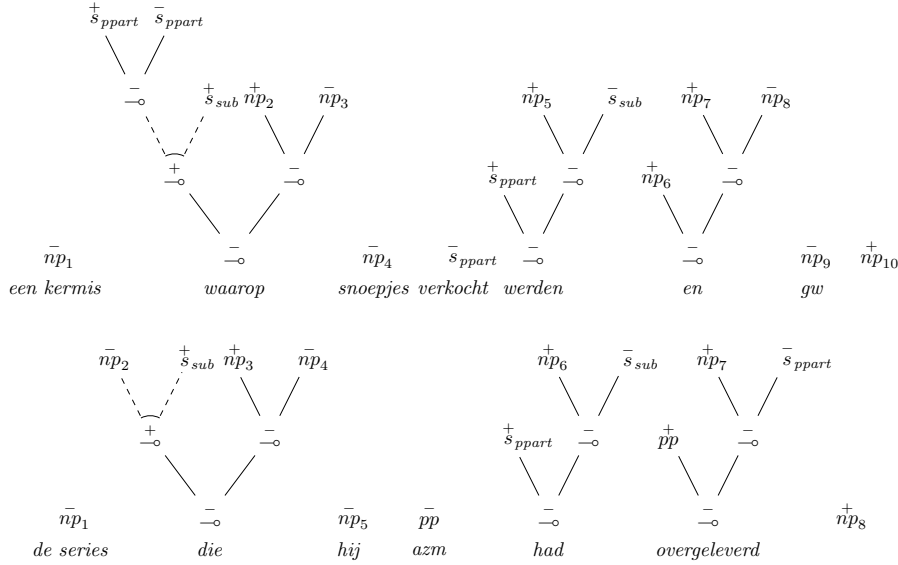 + s_ppart − s_ppart
− ⊸ + s_sub + np_2 − np_3 + np_5 − s_sub + np_7 − np_8
+ ⊸ − ⊸ + s_ppart − ⊸ + np_6 − ⊸
− np_1 − ⊸ − np_4 − s_ppart − ⊸ − ⊸ − np_9 + np_10
een kermis waarop snoepjes verkocht werden en gw
− np_2 + s_sub + np_3 − np_4 + np_6 − s_sub + np_7 − s_ppart
+ ⊸ − ⊸ + s_ppart − ⊸ + pp − ⊸
− np_1 − ⊸ − np_5 − pp − ⊸ − ⊸ + np_8
de series die hij azm had overgeleverd